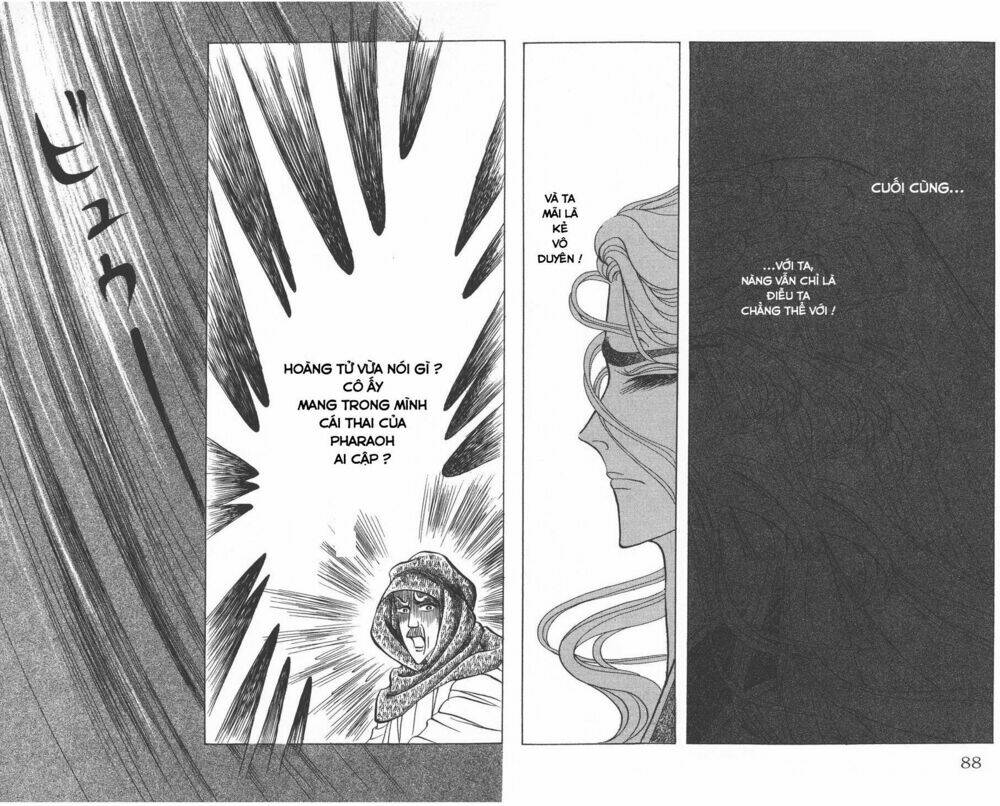 CUỐI CÙNG...
...VỚI TA,
NÀNG VẪN CHỈ LÀ
ĐIỀU TA
CHẲNG THỂ VỚI !
VÀ TA
MÃI LÀ
KẺ
VÔ
DUYÊN !
HOÀNG TỬ VỪA NÓI GÌ ?
CÔ ẤY
MANG TRONG MÌNH
CÁI THAI CỦA
PHARAOH
AI CẬP ?
ビュウー
88